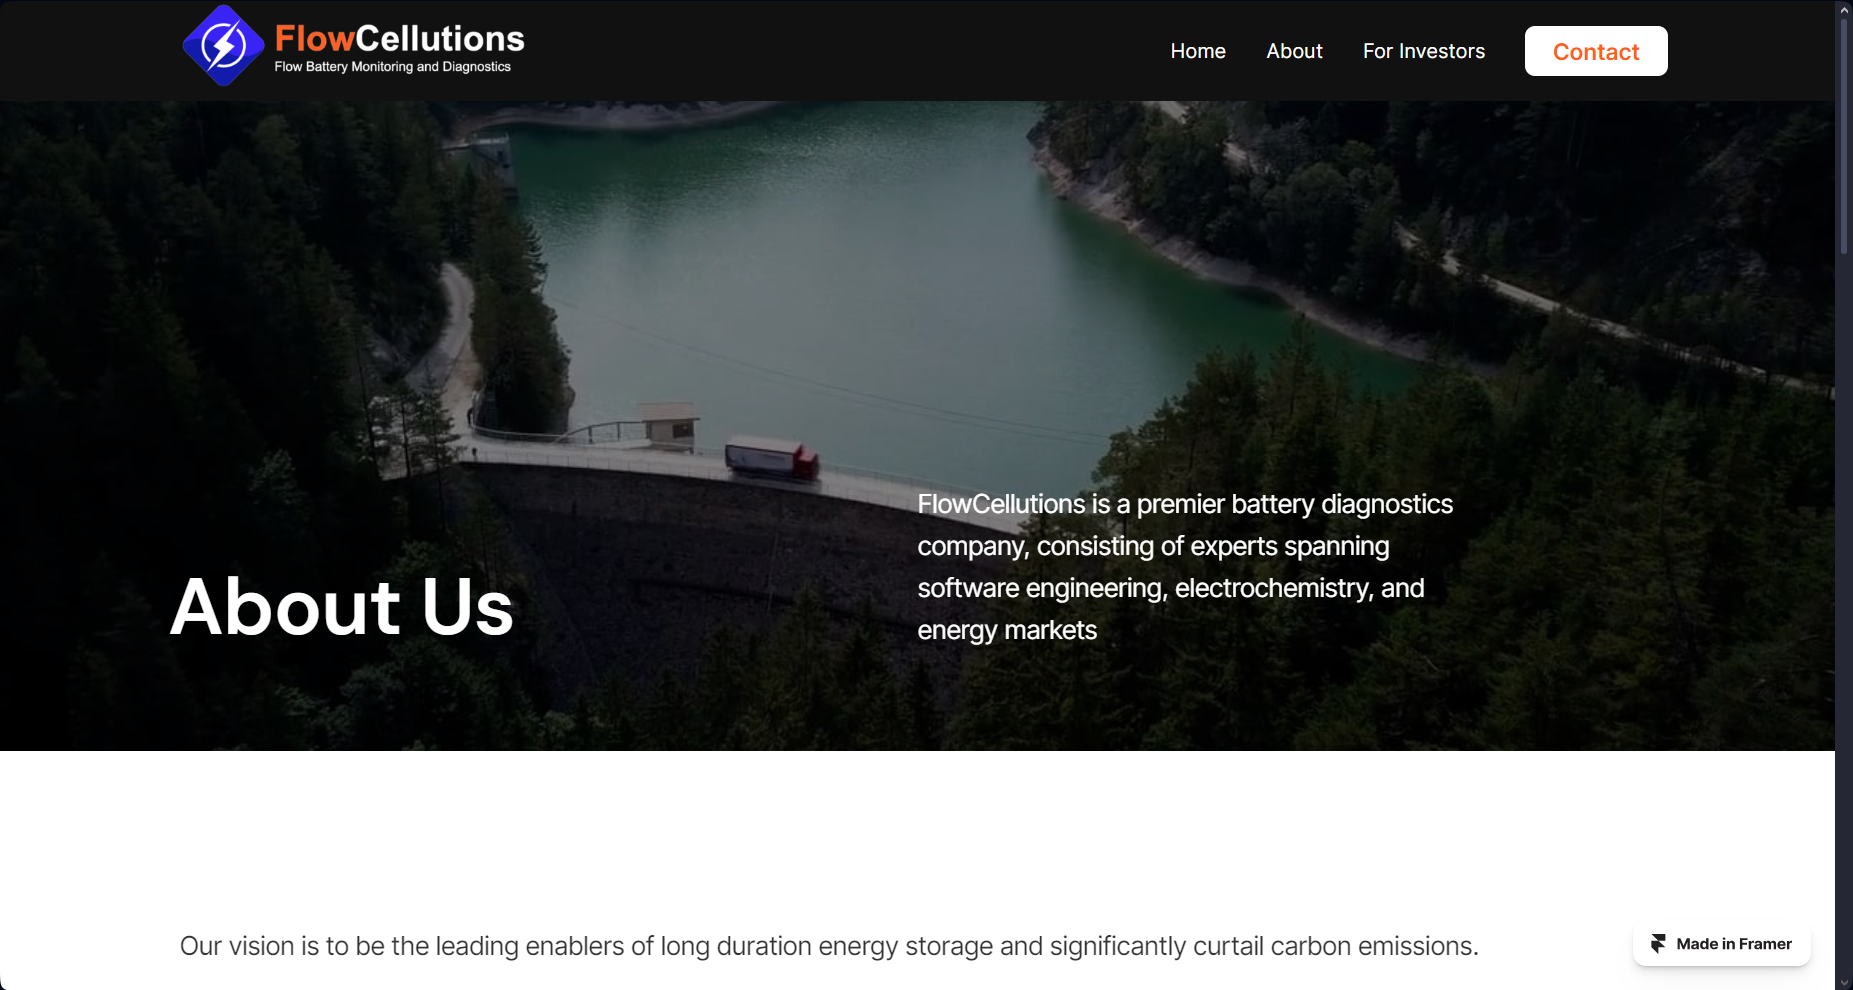 FlowCellutions
Flow Battery Monitoring and Diagnostics
Home
About
For Investors
Contact
FlowCellutions is a premier battery diagnostics
company, consisting of experts spanning
software engineering, electrochemistry, and
energy markets
About Us
Our vision is to be the leading enablers of long duration energy storage and significantly curtail carbon emissions.
Made in Framer